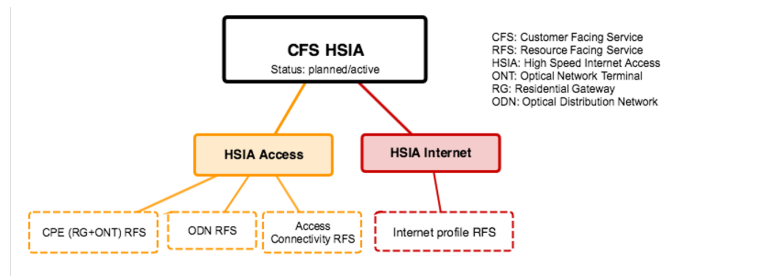 CFS HSIA
Status: planned/active
CFS: Customer Facing Service
RFS: Resource Facing Service
HSIA: High Speed Internet Access
ONT: Optical Network Terminal
RG: Residential Gateway
ODN: Optical Distribution Network
HSIA Access
HSIA Internet
CPE (RG+ONT) RFS
ODN RFS
Access
Connectivity RFS
Internet profile RFS